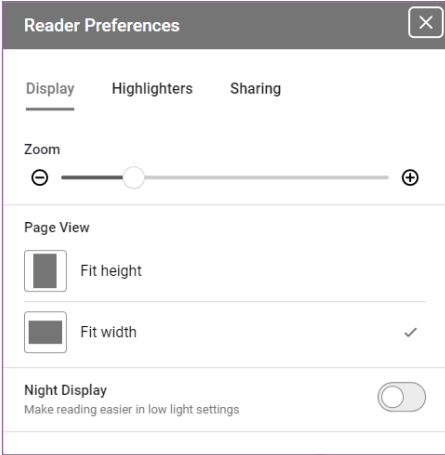 Reader Preferences
Display Highlighters Sharing
Zoom
Page View
Fit height
Fit width
Night Display
Make reading easier in low light settings